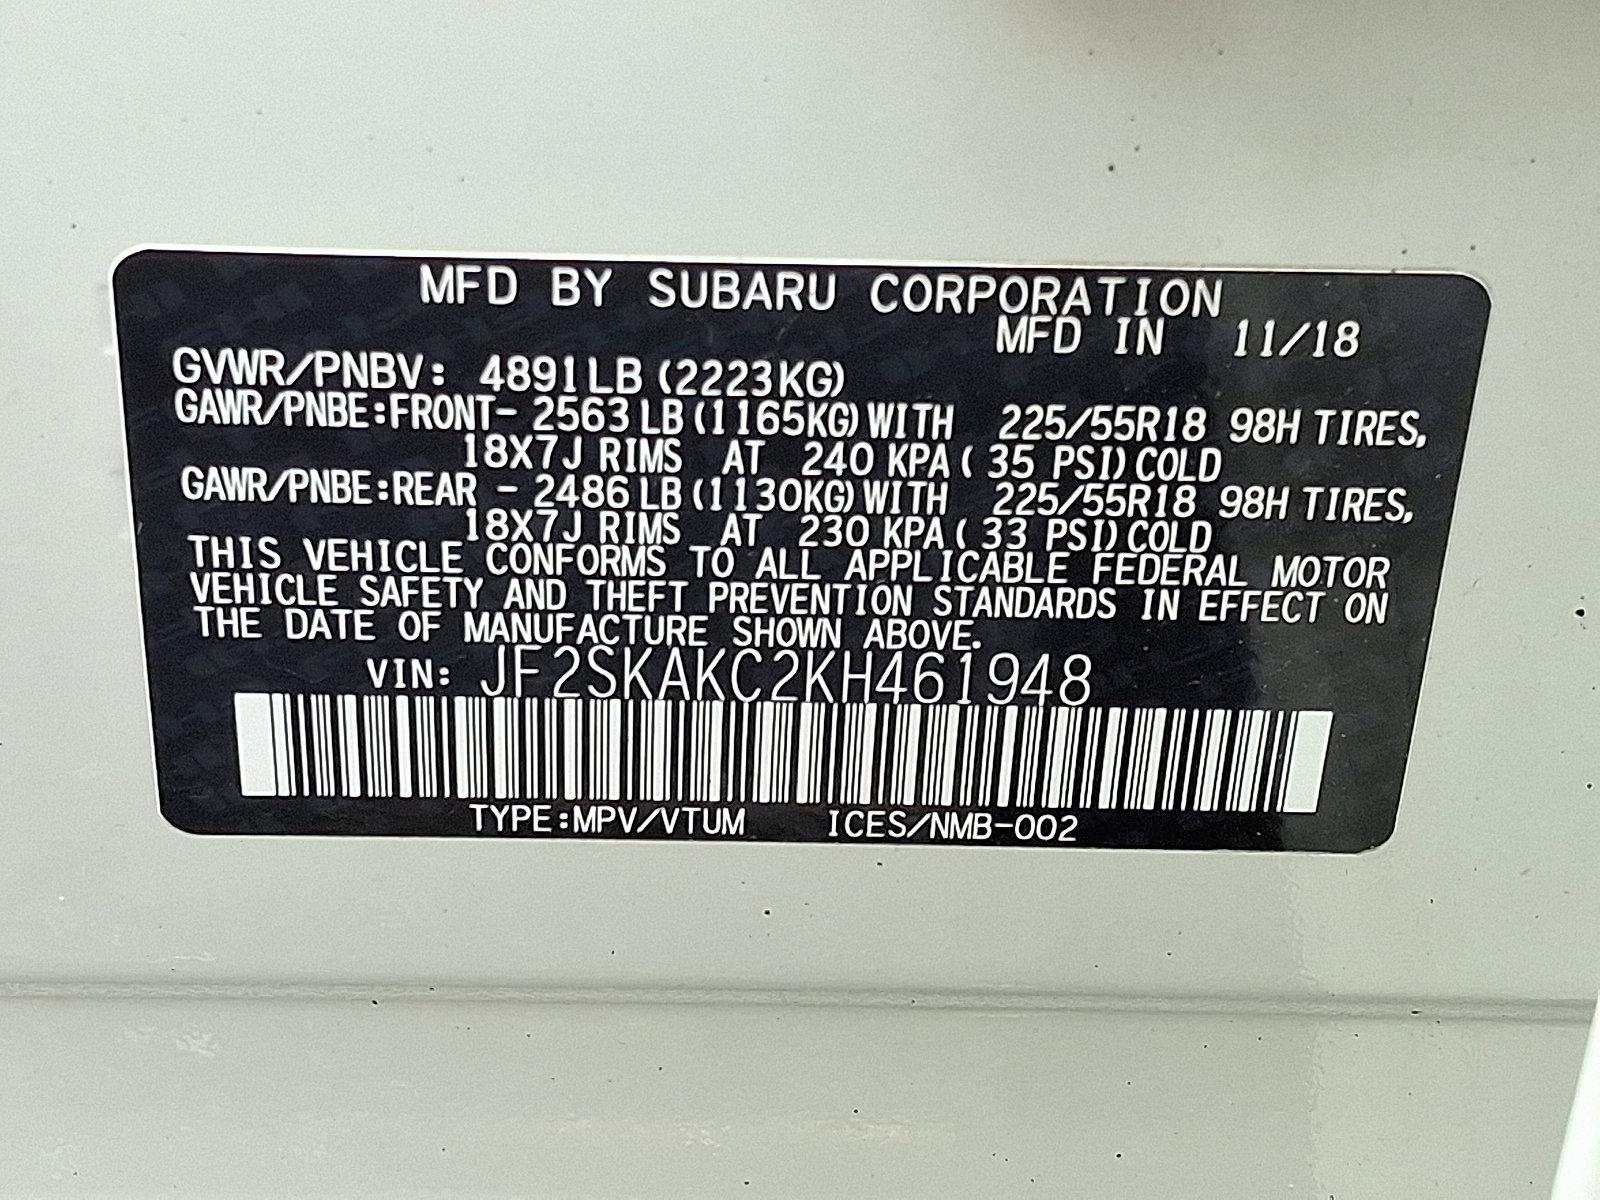 MFD BY SUBARU CORPORATION
MFD IN 11/18
GVWR/PNBV: 4891LB (2223KG)
GAWR/PNBE:FRONT- 2563 LB (1165KG) WITH 225/55R18 98H TIRES,
18X7J RIMS AT 240 KPA ( 35 PSI) COLD
GAWR/PNBE:REAR - 2486 LB (1130KG) WITH 225/55R18 98H TIRES,
18X7J RIMS AT 230 KPA ( 33 PSI) COLD
THIS VEHICLE CONFORMS TO ALL APPLICABLE FEDERAL MOTOR
VEHICLE SAFETY AND THEFT PREVENTION STANDARDS IN EFFECT ON
THE DATE OF MANUFACTURE SHOWN ABOVE.
VIN: JF2SKAKC2KH461948
TYPE:MPV/VTUM ICES/NMB-002